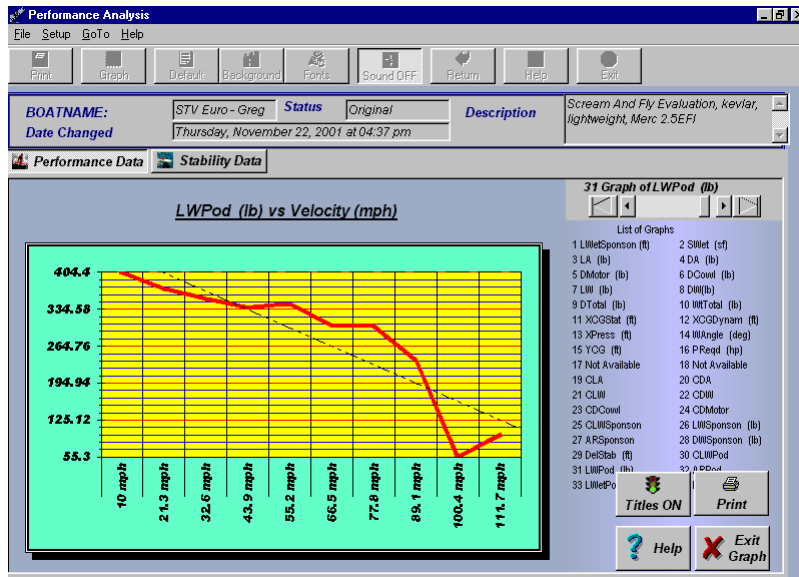 Performance Analysis
File Setup GoTo Help
Print Graph Default Background Fonts Sound OFF Return Help Exit
BOATNAME: STV Euro - Greg Status Original Description
Scream And Fly Evaluation, kevlar,
lightweight, Merc 2.5EFI
Date Changed Thursday, November 22, 2001 at 04:37 pm
Performance Data Stability Data
LWPod (lb) vs Velocity (mph)
404.4
334.58
264.76
194.94
125.12
55.3
10 mph
21.3 mph
32.6 mph
43.9 mph
55.2 mph
66.5 mph
77.8 mph
89.1 mph
100.4 mph
111.7 mph
31 Graph of LWPod (lb)
List of Graphs
1 LWetSponson (ft) 2 SWet (sf)
3 LA (lb) 4 DA (lb)
5 DMotor (lb) 6 DCowl (lb)
7 LW (lb) 8 DW(lb)
9 DTotal (lb) 10 WtTotal (lb)
11 XCGStat (ft) 12 XCGDynam (ft)
13 XPress (ft) 14 WAngle (deg)
15 YCG (ft) 16 PReqd (hp)
17 Not Available 18 Not Available
19 CLA 20 CDA
21 CLW 22 CDW
23 CDCowl 24 CDMotor
25 CLWSponson 26 LWSponson (lb)
27 ARSponson 28 DWSponson (lb)
29 DelStab (ft) 30 CLWPod
31 LWPod (lb) 32 ARPod
33 LWetPo
Titles ON Print
Help Exit Graph